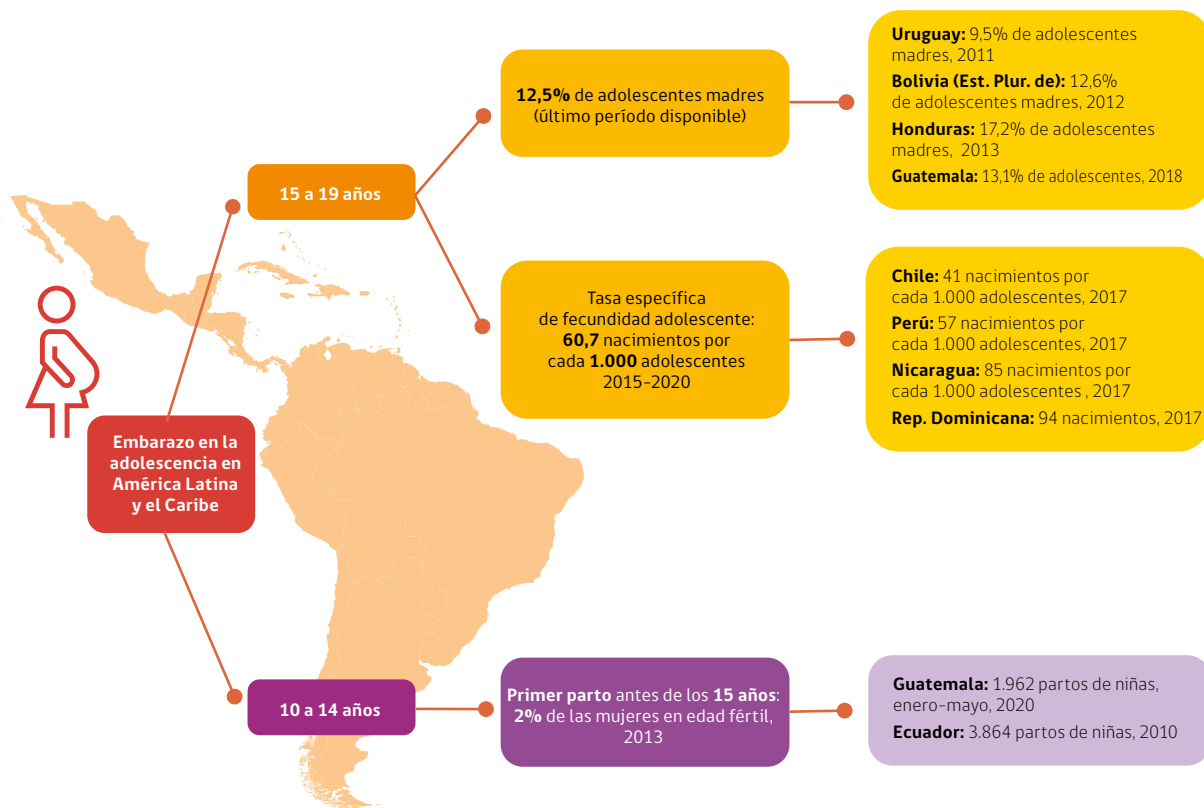 Embarazo en la
adolescencia en
América Latina
y el Caribe
15 a 19 años
12,5% de adolescentes madres
(último período disponible)
Uruguay: 9,5% de adolescentes
madres, 2011
Bolivia (Est. Plur. de): 12,6%
de adolescentes madres, 2012
Honduras: 17,2% de adolescentes
madres, 2013
Guatemala: 13,1% de adolescentes, 2018
Tasa específica
de fecundidad adolescente:
60,7 nacimientos por
cada 1.000 adolescentes
2015-2020
Chile: 41 nacimientos por
cada 1.000 adolescentes, 2017
Perú: 57 nacimientos por
cada 1.000 adolescentes, 2017
Nicaragua: 85 nacimientos por
cada 1.000 adolescentes , 2017
Rep. Dominicana: 94 nacimientos, 2017
10 a 14 años
Primer parto antes de los 15 años:
2% de las mujeres en edad fértil,
2013
Guatemala: 1.962 partos de niñas,
enero-mayo, 2020
Ecuador: 3.864 partos de niñas, 2010